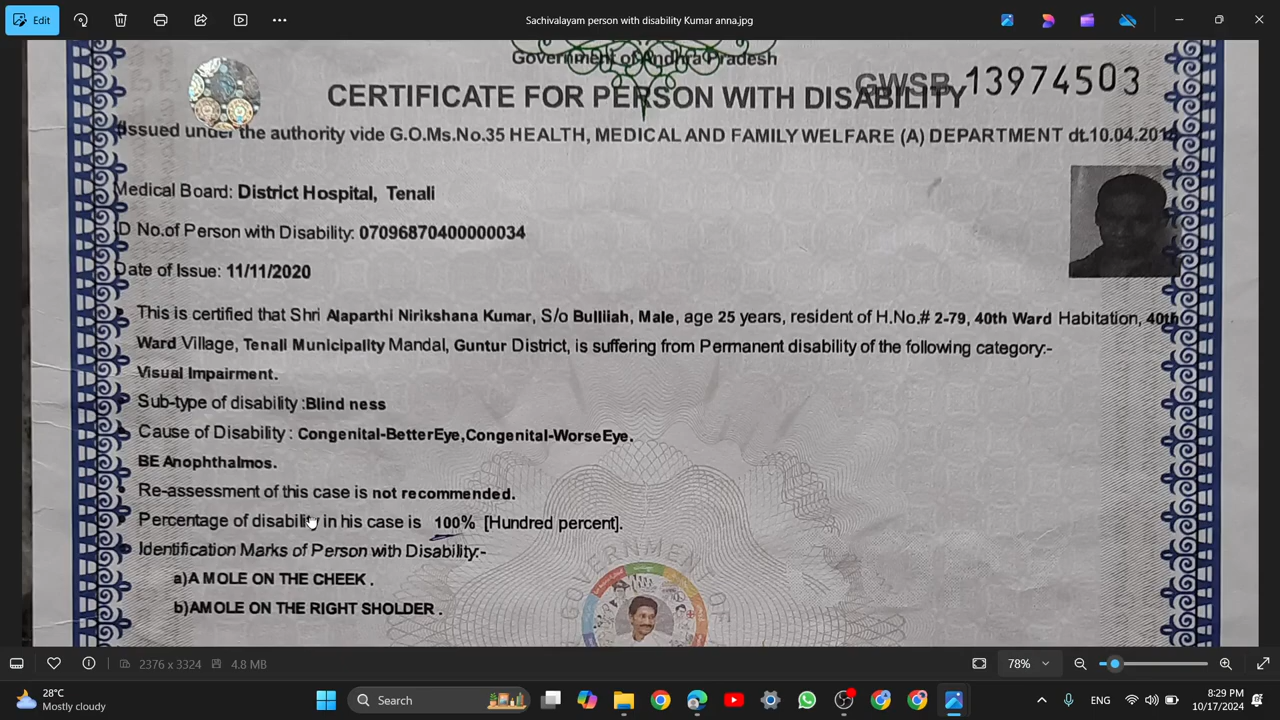 Edit
Sachivalayam person with disability Kumar anna.jpg
Government of Andhra Pradesh
GWSB 13974503
CERTIFICATE FOR PERSON WITH DISABILITY
Issued under the authority vide G.O.Ms.No.35 HEALTH, MEDICAL AND FAMILY WELFARE (A) DEPARTMENT dt.10.04.201
Medical Board: District Hospital, Tenali
ID No.of Person with Disability: 07096870400000034
Date of Issue: 11/11/2020
This is certified that Shri Alaparthi Nirikshana Kumar, S/o Bullliah, Male, age 25 years, resident of H.No.# 2-79, 40th Ward Habitation, 40th
Ward Village, Tenali Municipality Mandal, Guntur District, is suffering from Permanent disability of the following category:-
Visual Impairment.
Sub-type of disability :Blind ness
Cause of Disability : Congenital-BetterEye,Congenital-WorseEye.
BE Anophthalmos.
Re-assessment of this case is not recommended.
Percentage of disability in his case is 100% [Hundred percent].
Identification Marks of Person with Disability:-
a)A MOLE ON THE CHEEK .
b)AMOLE ON THE RIGHT SHOLDER .
GOVERNMENT OF
2376 x 3324 4.8 MB 78%
28°C
Mostly cloudy
Search
ENG
8:29 PM
10/17/2024